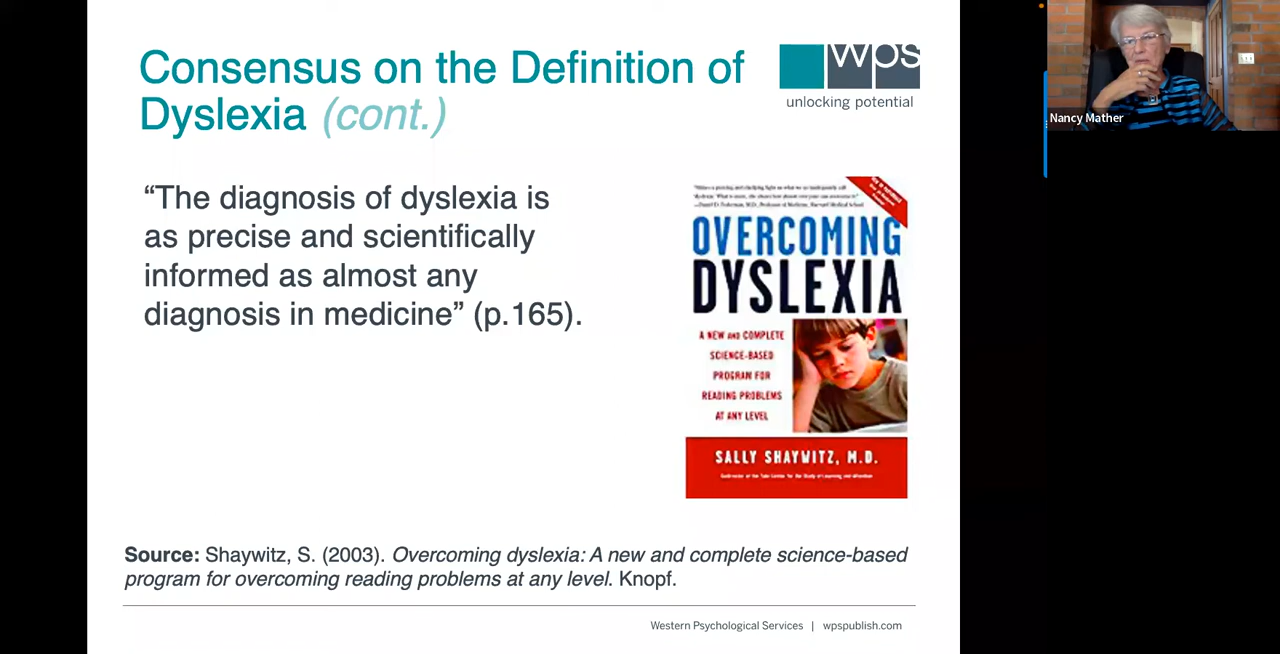 Consensus on the Definition of
Dyslexia (cont.)
wps
unlocking potential
Nancy Mather
“The diagnosis of dyslexia is
as precise and scientifically
informed as almost any
diagnosis in medicine” (p.165).
OVERCOMING
DYSLEXIA
A NEW AND COMPLETE
SCIENCE-BASED
PROGRAM FOR
READING PROBLEMS
AT ANY LEVEL
SALLY SHAYWITZ, M.D.
Source: Shaywitz, S. (2003). Overcoming dyslexia: A new and complete science-based
program for overcoming reading problems at any level. Knopf.
Western Psychological Services | wpspublish.com